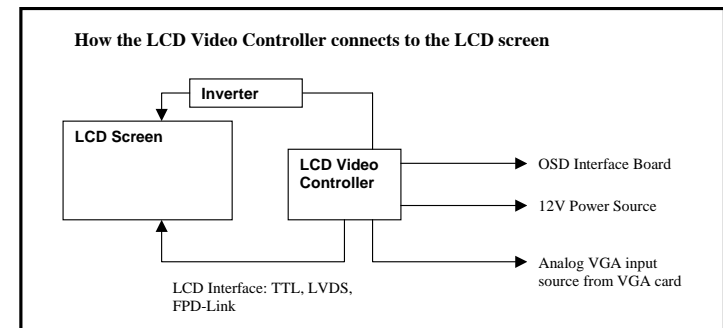 How the LCD Video Controller connects to the LCD screen
Inverter
LCD Screen
LCD Video
Controller
OSD Interface Board
12V Power Source
Analog VGA input
source from VGA card
LCD Interface: TTL, LVDS,
FPD-Link